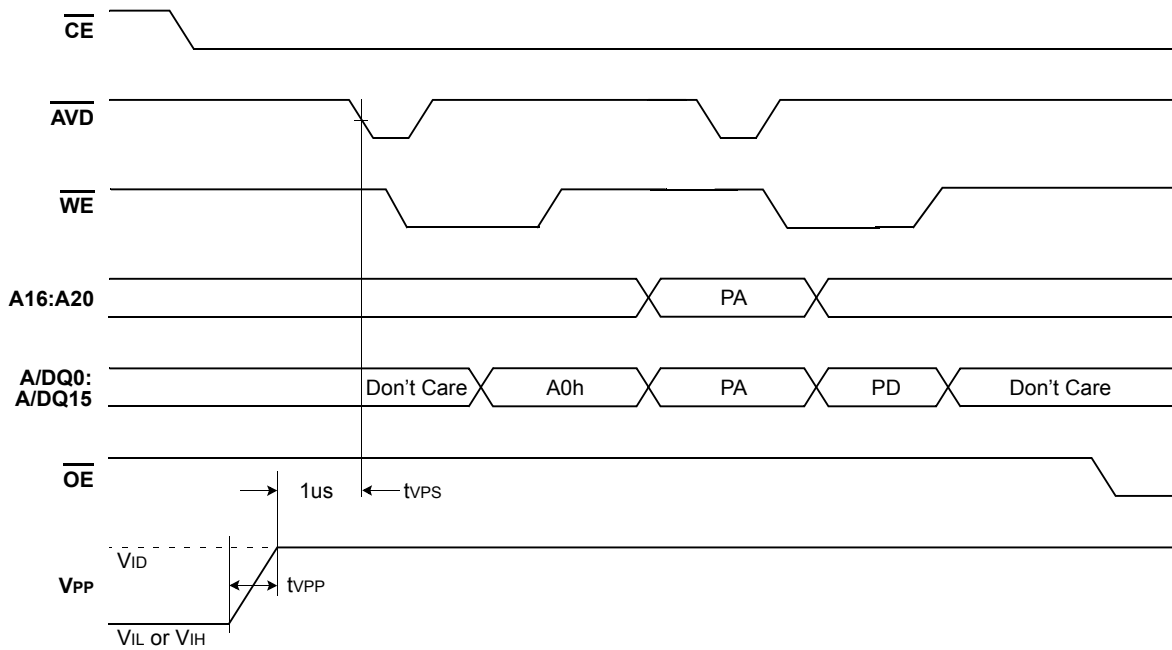 CE
AVD
WE
A16:A20
PA
A/DQ0:
A/DQ15
Don't Care
A0h
PA
PD
Don't Care
OE
1us
tVPS
VID
VPP
tVPP
VIL or VIH